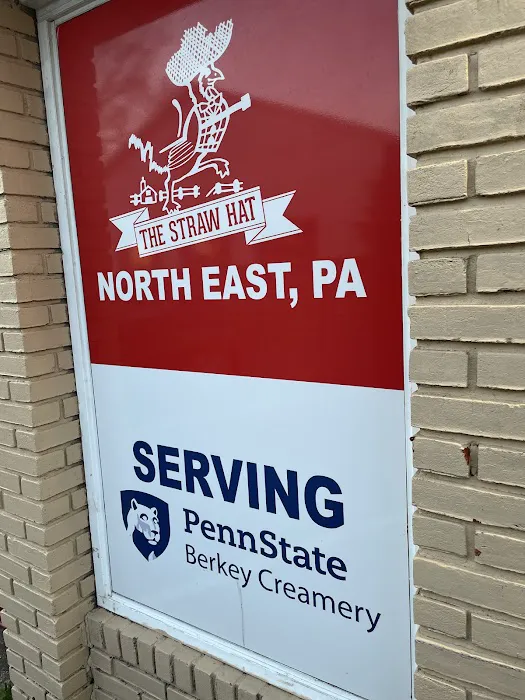 THE STRAW HAT
NORTH EAST, PA
SERVING
PennState
Berkey Creamery